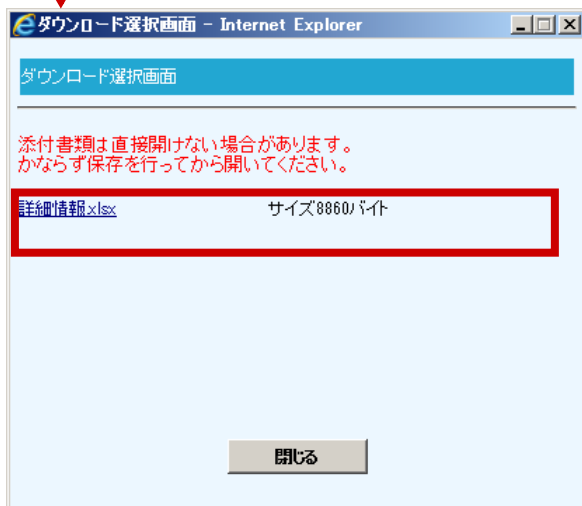 ダウンロード選択画面 - Internet Explorer
ダウンロード選択画面
添付書類は直接開けない場合があります。
かならず保存を行ってから開いてください。
詳細情報.xlsx サイズ8860バイト
閉じる